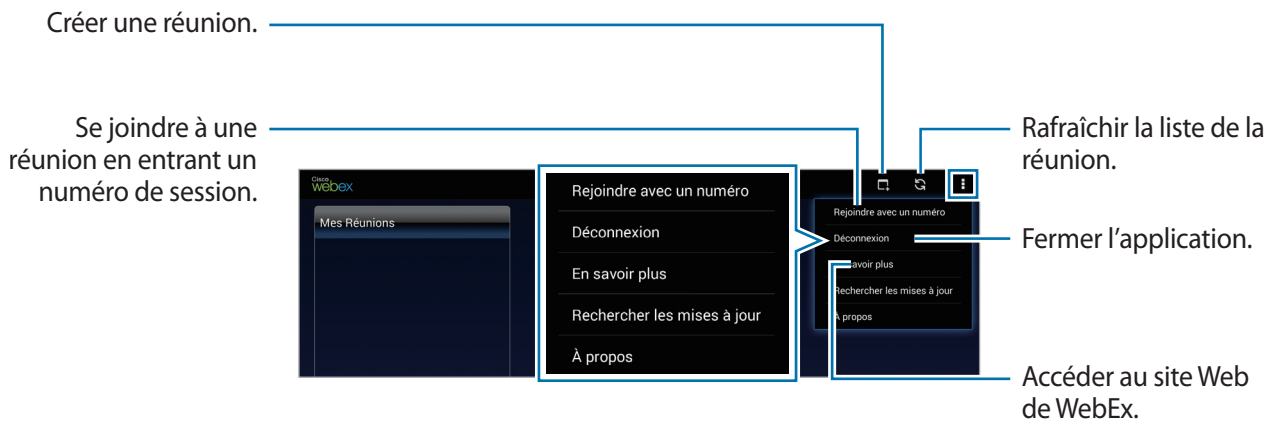 Créer une réunion.
Se joindre à une
réunion en entrant un
numéro de session.
Rafraîchir la liste de la
réunion.
Fermer l'application.
Accéder au site Web
de WebEx.
Cisco
webex
Mes Réunions
Rejoindre avec un numéro
Déconnexion
En savoir plus
Rechercher les mises à jour
À propos
Rejoindre avec un numéro
Déconnexion
savoir plus
Rechercher les mises à jour
À propos